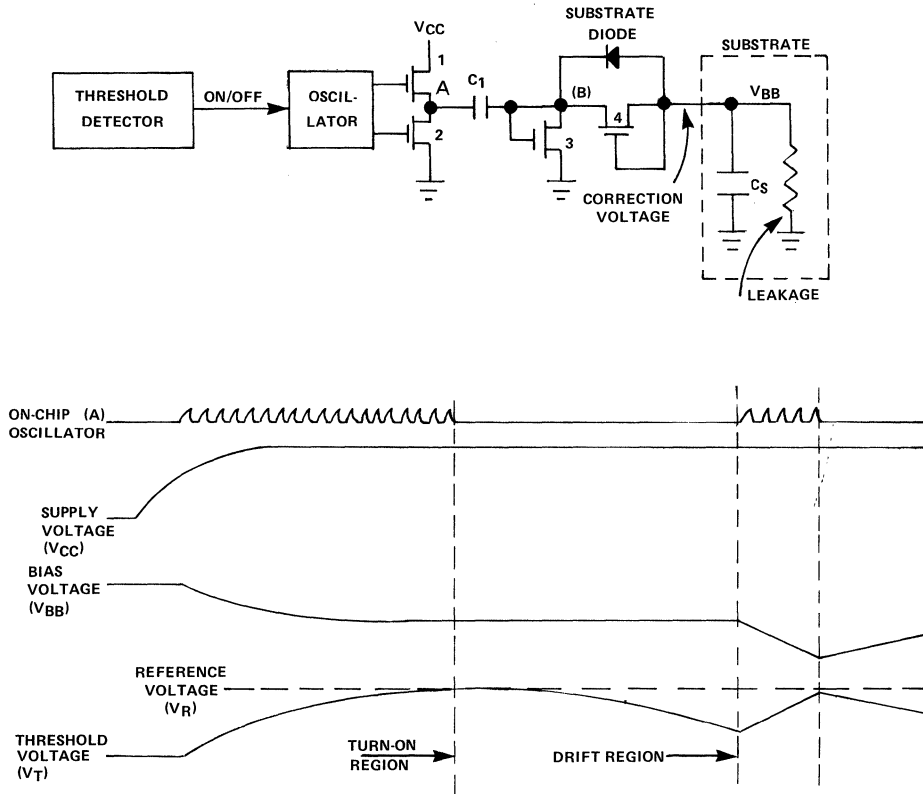 VCC
SUBSTRATE
DIODE
SUBSTRATE
THRESHOLD
DETECTOR
ON/OFF
OSCIL-
LATOR
1
A
2
C1
(B)
3
4
VBB
CS
CORRECTION
VOLTAGE
LEAKAGE
ON-CHIP (A)
OSCILLATOR
SUPPLY
VOLTAGE
(VCC)
BIAS
VOLTAGE
(VBB)
REFERENCE
VOLTAGE
(VR)
THRESHOLD
VOLTAGE
(VT)
TURN-ON
REGION
DRIFT REGION